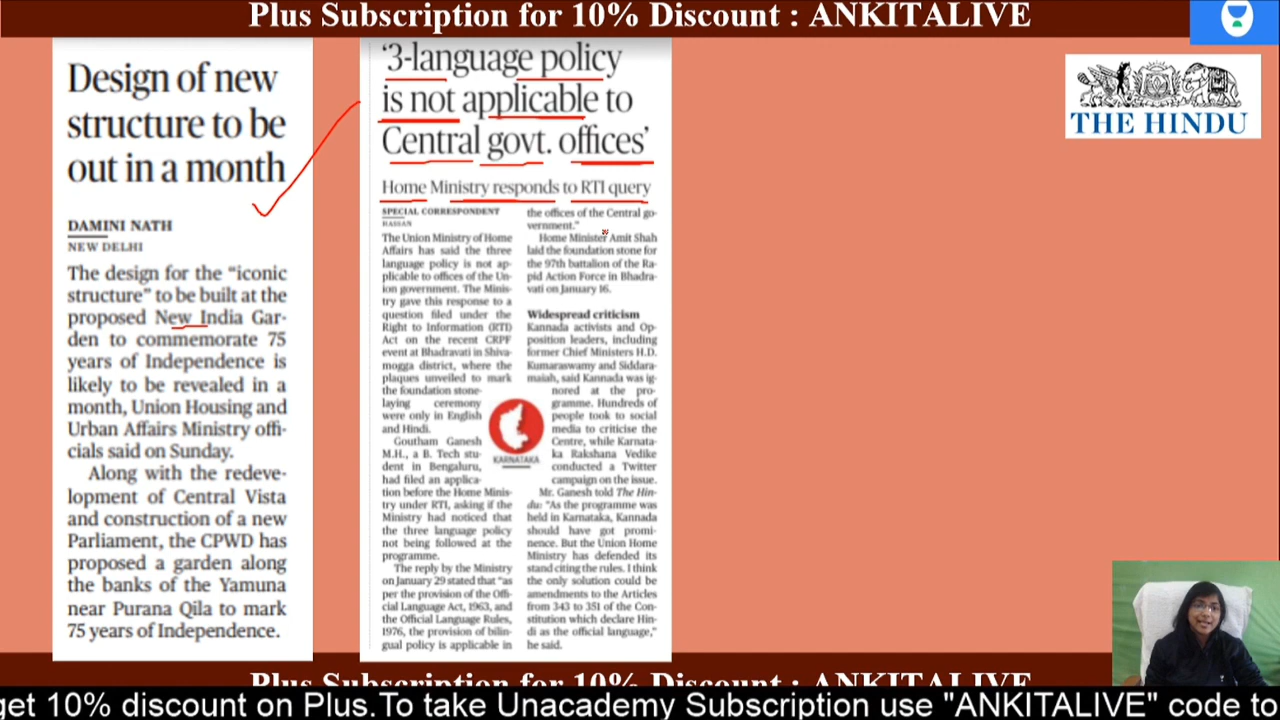 Plus Subscription for 10% Discount : ANKITALIVE
Design of new
structure to be
out in a month
DAMINI NATH
NEW DELHI
The design for the “iconic
structure” to be built at the
proposed New India Gar-
den to commemorate 75
years of Independence is
likely to be revealed in a
month, Union Housing and
Urban Affairs Ministry offi-
cials said on Sunday.
Along with the redeve-
lopment of Central Vista
and construction of a new
Parliament, the CPWD has
proposed a garden along
the banks of the Yamuna
near Purana Qila to mark
75 years of Independence.
‘3-language policy
is not applicable to
Central govt. offices’
Home Ministry responds to RTI query
SPECIAL CORRESPONDENT
HASSAN
The Union Ministry of Home
Affairs has said the three
language policy is not ap-
plicable to offices of the Un-
ion government. The Minis-
try gave this response to a
question filed under the
Right to Information (RTI)
Act on the recent CRPF
event at Bhadravati in Shiva-
mogga district, where the
plaques unveiled to mark
the foundation stone-
laying ceremony
were only in English
and Hindi.
Goutham Ganesh
M.H., a B. Tech stu-
dent in Bengaluru,
had filed an applica-
tion before the Home Minis-
try under RTI, asking if the
Ministry had noticed that
the three language policy
not being followed at the
programme.
The reply by the Ministry
on January 29 stated that “as
per the provision of the Offi-
cial Language Act, 1963, and
the Official Language Rules,
1976, the provision of bilin-
gual policy is applicable in
KARNATAKA
the offices of the Central go-
vernment.”
Home Minister Amit Shah
laid the foundation stone for
the 97th battalion of the Ra-
pid Action Force in Bhadra-
vati on January 16.
Widespread criticism
Kannada activists and Op-
position leaders, including
former Chief Ministers H.D.
Kumaraswamy and Siddara-
maiah, said Kannada was ig-
nored at the pro-
gramme. Hundreds of
people took to social
media to criticise the
Centre, while Karnata-
ka Rakshana Vedike
conducted a Twitter
campaign on the issue.
Mr. Ganesh told The Hin-
du: “As the programme was
held in Karnataka, Kannada
should have got promi-
nence. But the Union Home
Ministry has defended its
stand citing the rules. I think
the only solution could be
amendments to the Articles
from 343 to 351 of the Con-
stitution which declare Hin-
di as the official language,”
he said.
THE HINDU
Plus Subscription for 10% Discount : ANKITALIVE
get 10% discount on Plus.To take Unacademy Subscription use "ANKITALIVE" code to